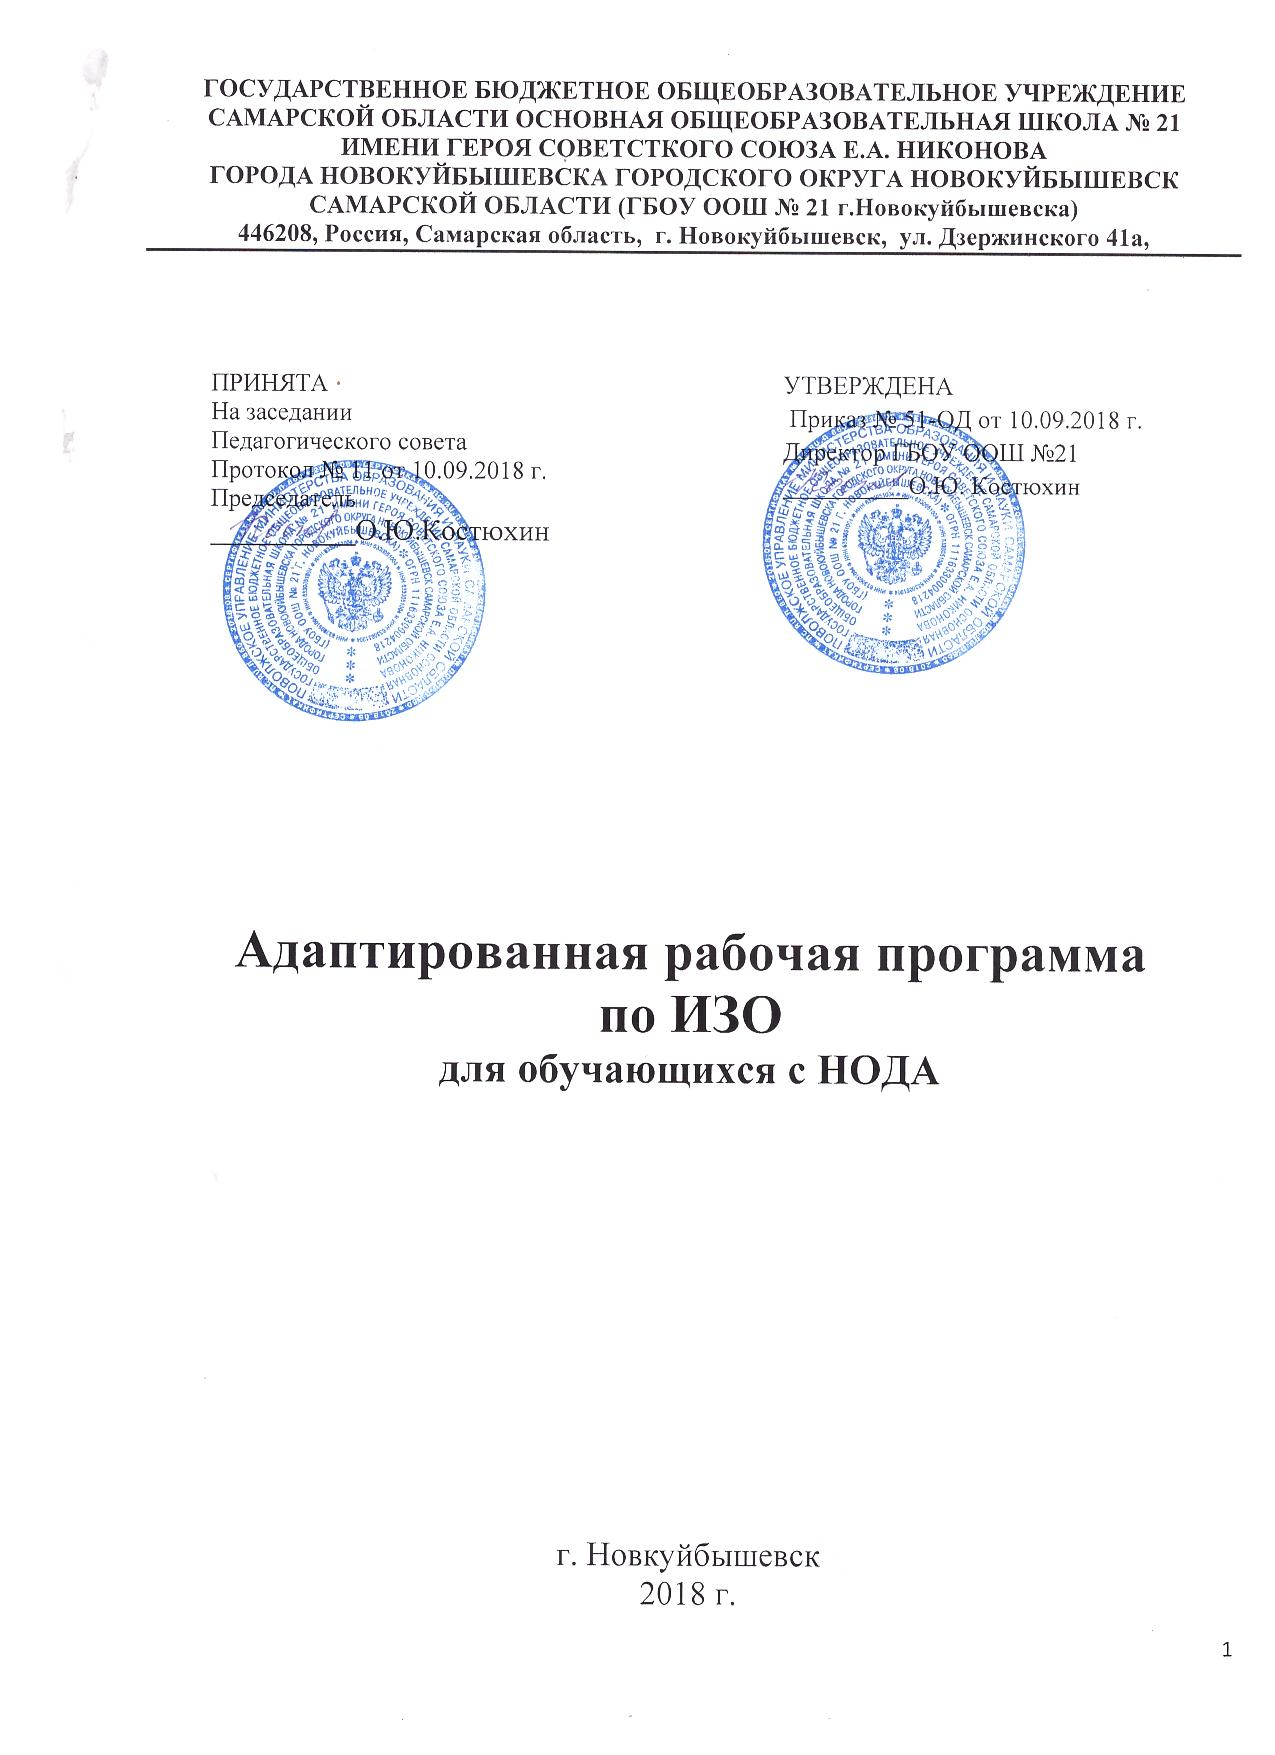 ГОСУДАРСТВЕННОЕ БЮДЖЕТНОЕ ОБЩЕОБРАЗОВАТЕЛЬНОЕ УЧРЕЖДЕНИЕ
САМАРСКОЙ ОБЛАСТИ ОСНОВНАЯ ОБЩЕОБРАЗОВАТЕЛЬНАЯ ШКОЛА № 21
ИМЕНИ ГЕРОЯ СОВЕТСТКОГО СОЮЗА Е.А. НИКОНОВА
ГОРОДА НОВОКУЙБЫШЕВСКА ГОРОДСКОГО ОКРУГА НОВОКУЙБЫШЕВСК
САМАРСКОЙ ОБЛАСТИ (ГБОУ ООШ № 21 г.Новокуйбышевска)
446208, Россия, Самарская область, г. Новокуйбышевск, ул. Дзержинского 41а,
ПРИНЯТА
На заседании
Педагогического совета
Протокол № 11 от 10.09.2018 г.
Председатель
О.Ю.Костюхин
УТВЕРЖДЕНА
Приказ № 51-ОД от 10.09.2018 г.
Директор ГБОУ ООШ №21
О.Ю. Костюхин
Адаптированная рабочая программа
по ИЗО
для обучающихся с НОДА
г. Новкуйбышевск
2018 г.
1